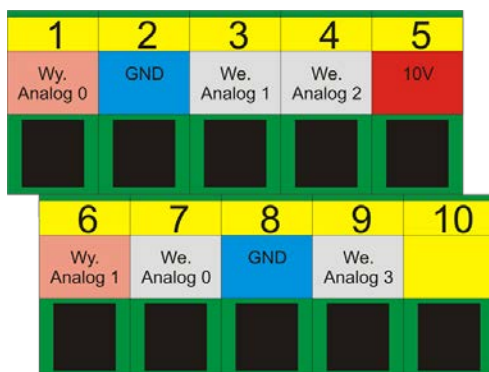 1 2 3 4 5
Wy. Analog 0 GND We. Analog 1 We. Analog 2 10V
6 7 8 9 10
Wy. Analog 1 We. Analog 0 GND We. Analog 3